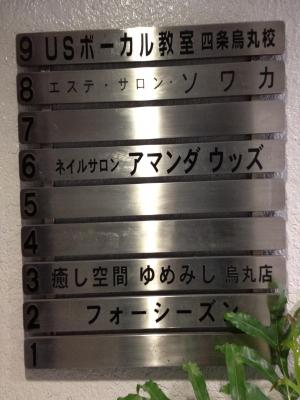 9 USボーカル教室 四条烏丸校
8 エステ・サロン・ソワカ
7
6 ネイルサロン アマンダ ウッズ
5
4
3 癒し空間 ゆめみし 烏丸店
2 フォーシーズン
1